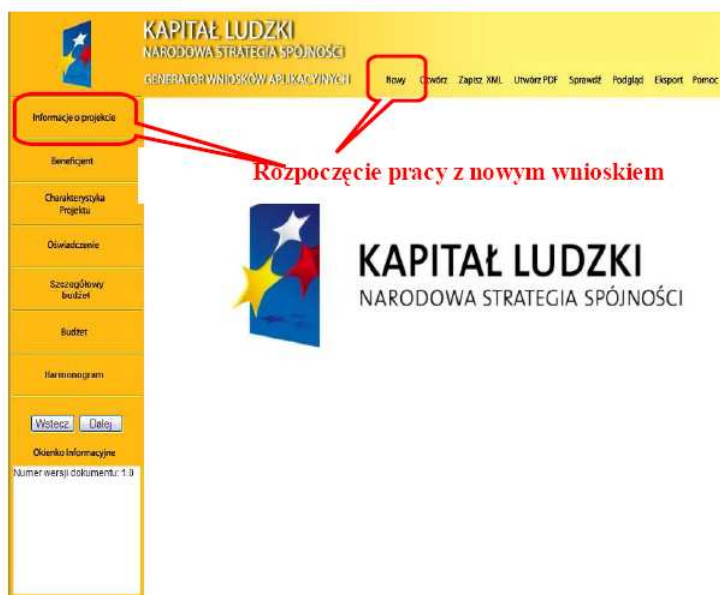 KAPITAŁ LUDZKI
NARODOWA STRATEGIA SPÓJNOŚCI
GENERATOR WNIOSKÓW APLIKACYJNYCH
Nowy Otwórz Zapisz XML Utwórz PDF Sprawdź Podgląd Eksport Pomoc
Informacje o projekcie
Beneficjent
Charakterystyka
Projektu
Oświadczenie
Szczegółowy
budżet
Budżet
Harmonogram
Wstecz Dalej
Okienko Informacyjne
Numer wersji dokumentu: 1.0
Rozpoczęcie pracy z nowym wnioskiem
KAPITAŁ LUDZKI
NARODOWA STRATEGIA SPÓJNOŚCI